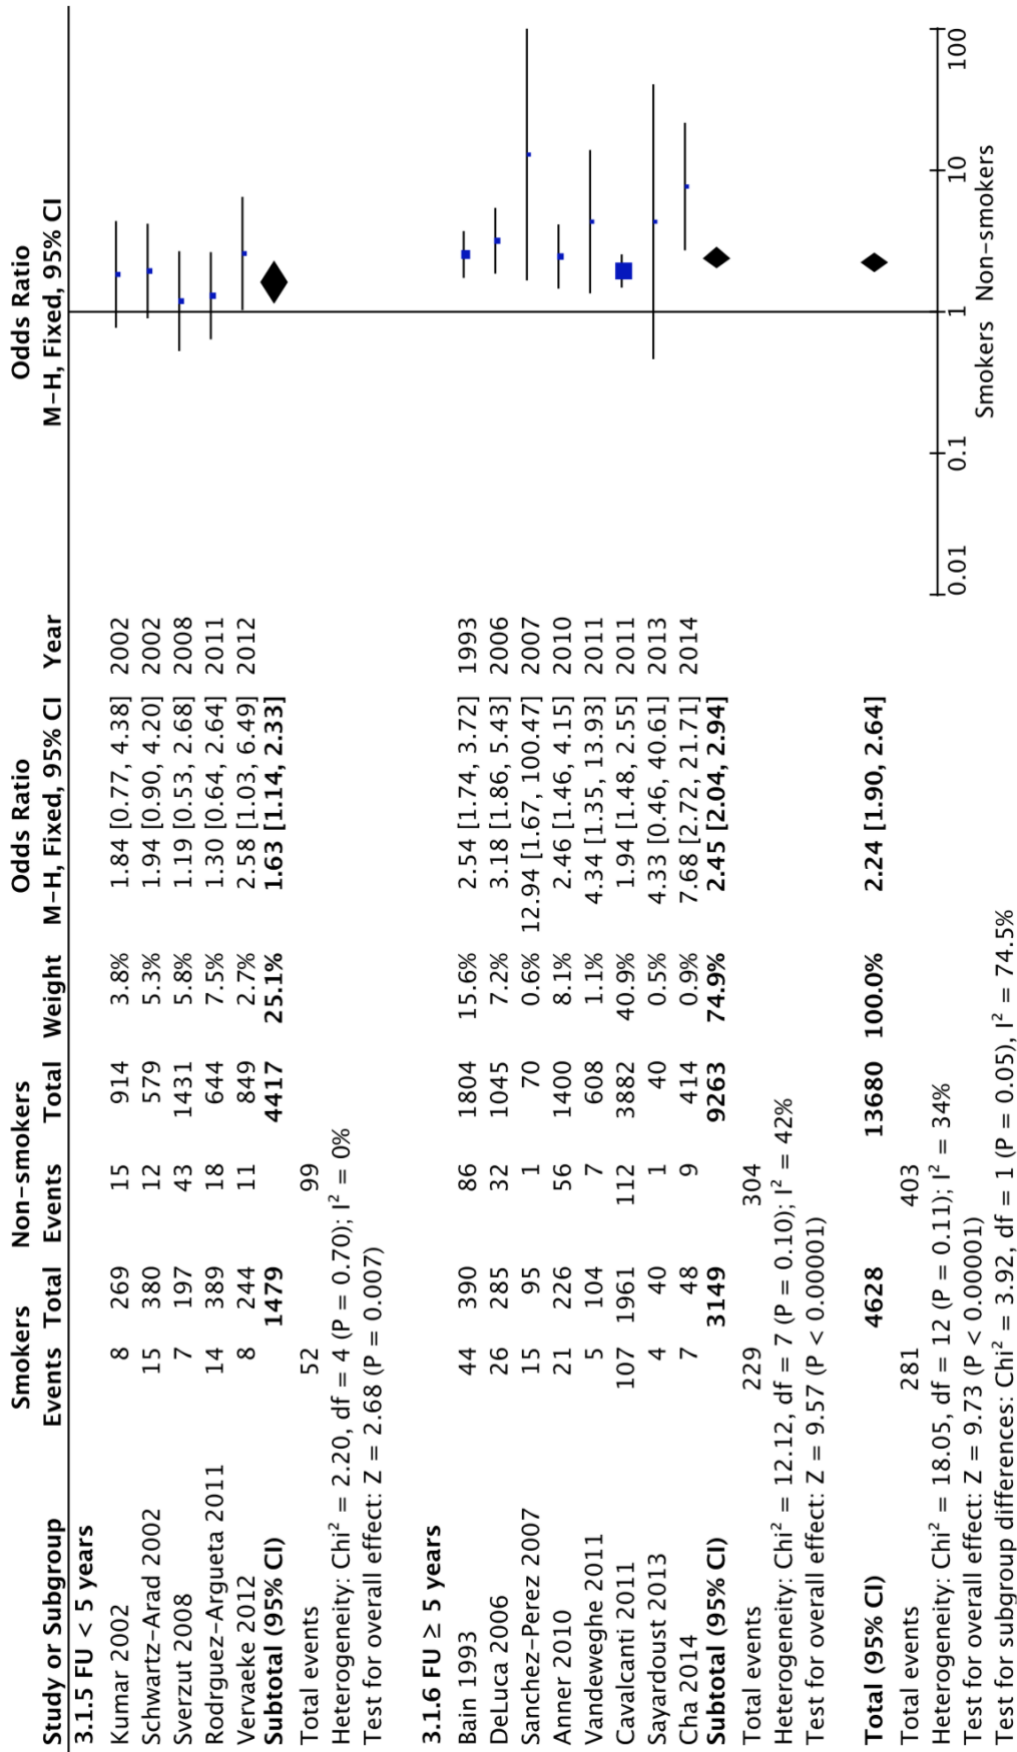 Smokers Non-smokers Odds Ratio Odds Ratio
Study or Subgroup Events Total Events Total Weight M-H, Fixed, 95% CI Year M-H, Fixed, 95% CI
3.1.5 FU < 5 years
Kumar 2002 8 269 15 914 3.8% 1.84 [0.77, 4.38] 2002
Schwartz-Arad 2002 15 380 12 579 5.3% 1.94 [0.90, 4.20] 2002
Sverzut 2008 7 197 43 1431 5.8% 1.19 [0.53, 2.68] 2008
Rodrguez-Argueta 2011 14 389 18 644 7.5% 1.30 [0.64, 2.64] 2011
Vervaeke 2012 8 244 11 849 2.7% 2.58 [1.03, 6.49] 2012
Subtotal (95% CI) 1479 4417 25.1% 1.63 [1.14, 2.33]
Total events 52 99
Heterogeneity: Chi² = 2.20, df = 4 (P = 0.70); I² = 0%
Test for overall effect: Z = 2.68 (P = 0.007)
3.1.6 FU ≥ 5 years
Bain 1993 44 390 86 1804 15.6% 2.54 [1.74, 3.72] 1993
DeLuca 2006 26 285 32 1045 7.2% 3.18 [1.86, 5.43] 2006
Sanchez-Perez 2007 15 95 1 70 0.6% 12.94 [1.67, 100.47] 2007
Anner 2010 21 226 56 1400 8.1% 2.46 [1.46, 4.15] 2010
Vandeweghe 2011 5 104 7 608 1.1% 4.34 [1.35, 13.93] 2011
Cavalcanti 2011 107 1961 112 3882 40.9% 1.94 [1.48, 2.55] 2011
Sayardoust 2013 4 40 1 40 0.5% 4.33 [0.46, 40.61] 2013
Cha 2014 7 48 9 414 0.9% 7.68 [2.72, 21.71] 2014
Subtotal (95% CI) 3149 9263 74.9% 2.45 [2.04, 2.94]
Total events 229 304
Heterogeneity: Chi² = 12.12, df = 7 (P = 0.10); I² = 42%
Test for overall effect: Z = 9.57 (P < 0.00001)
Total (95% CI) 4628 13680 100.0% 2.24 [1.90, 2.64]
Total events 281 403
Heterogeneity: Chi² = 18.05, df = 12 (P = 0.11); I² = 34%
Test for overall effect: Z = 9.73 (P < 0.00001)
Test for subgroup differences: Chi² = 3.92, df = 1 (P = 0.05), I² = 74.5%
0.01 0.1 1 10 100
Smokers Non-smokers